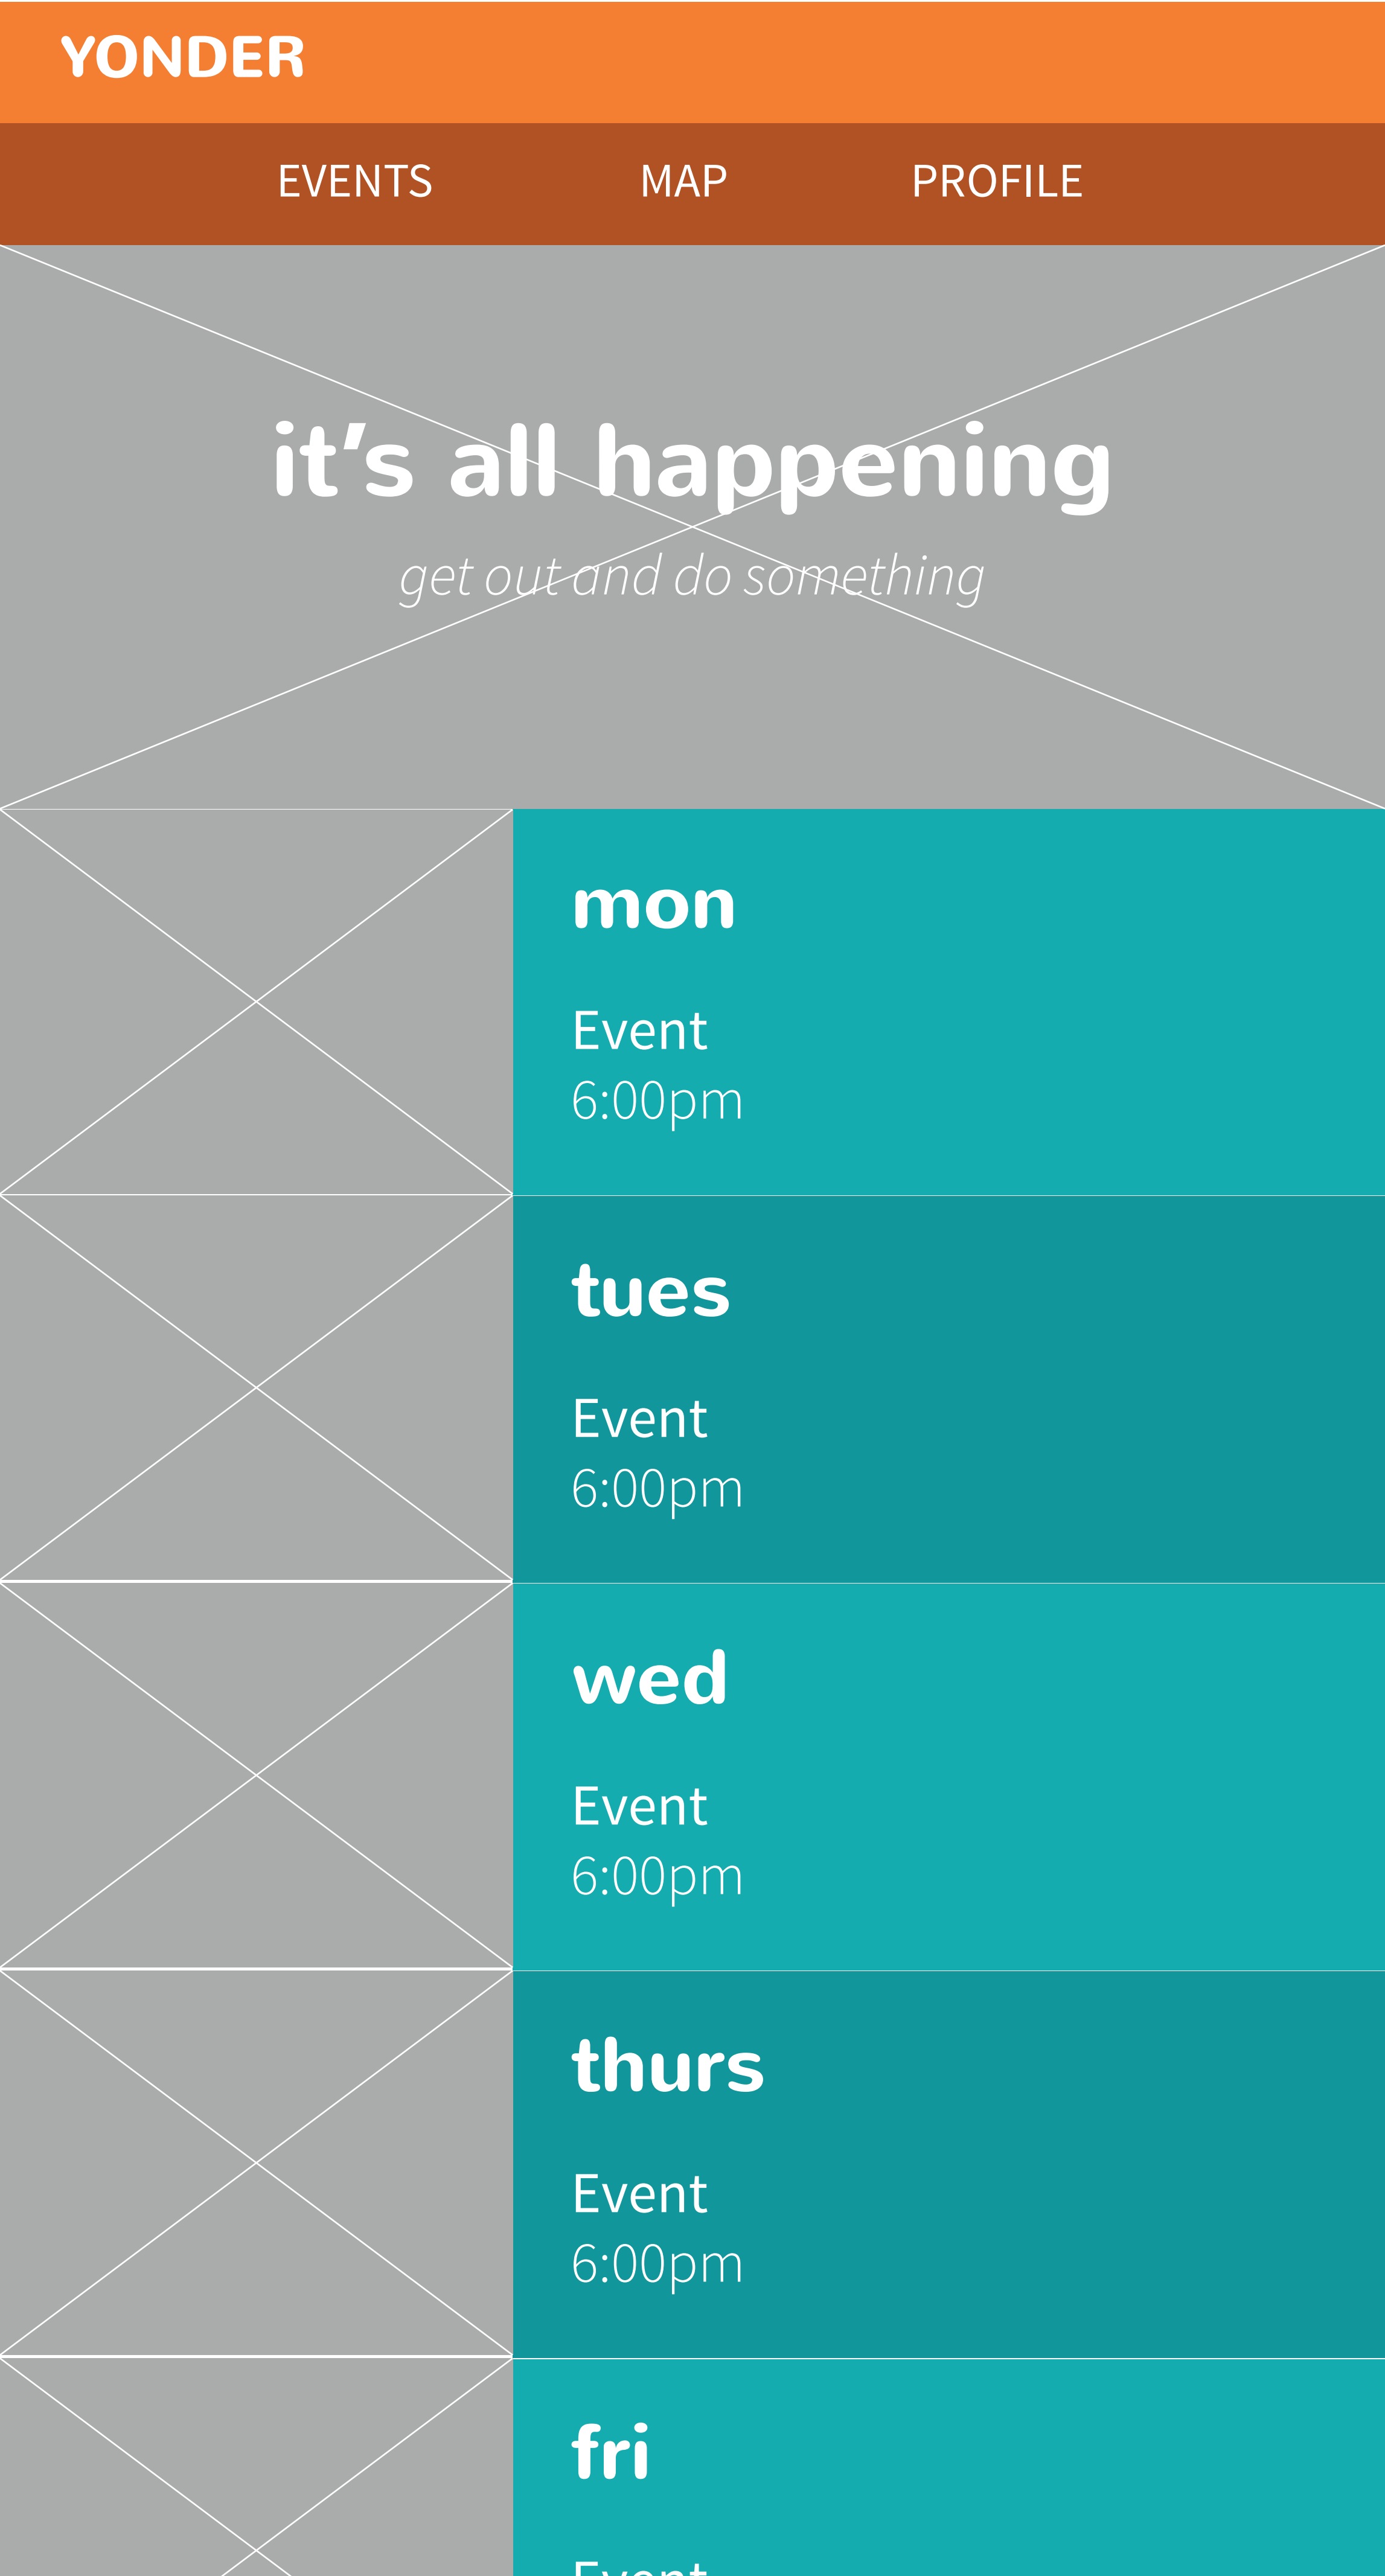 YONDER
EVENTS MAP PROFILE
it's all happening
get out and do something
mon
Event
6:00pm
tues
Event
6:00pm
wed
Event
6:00pm
thurs
Event
6:00pm
fri
Event